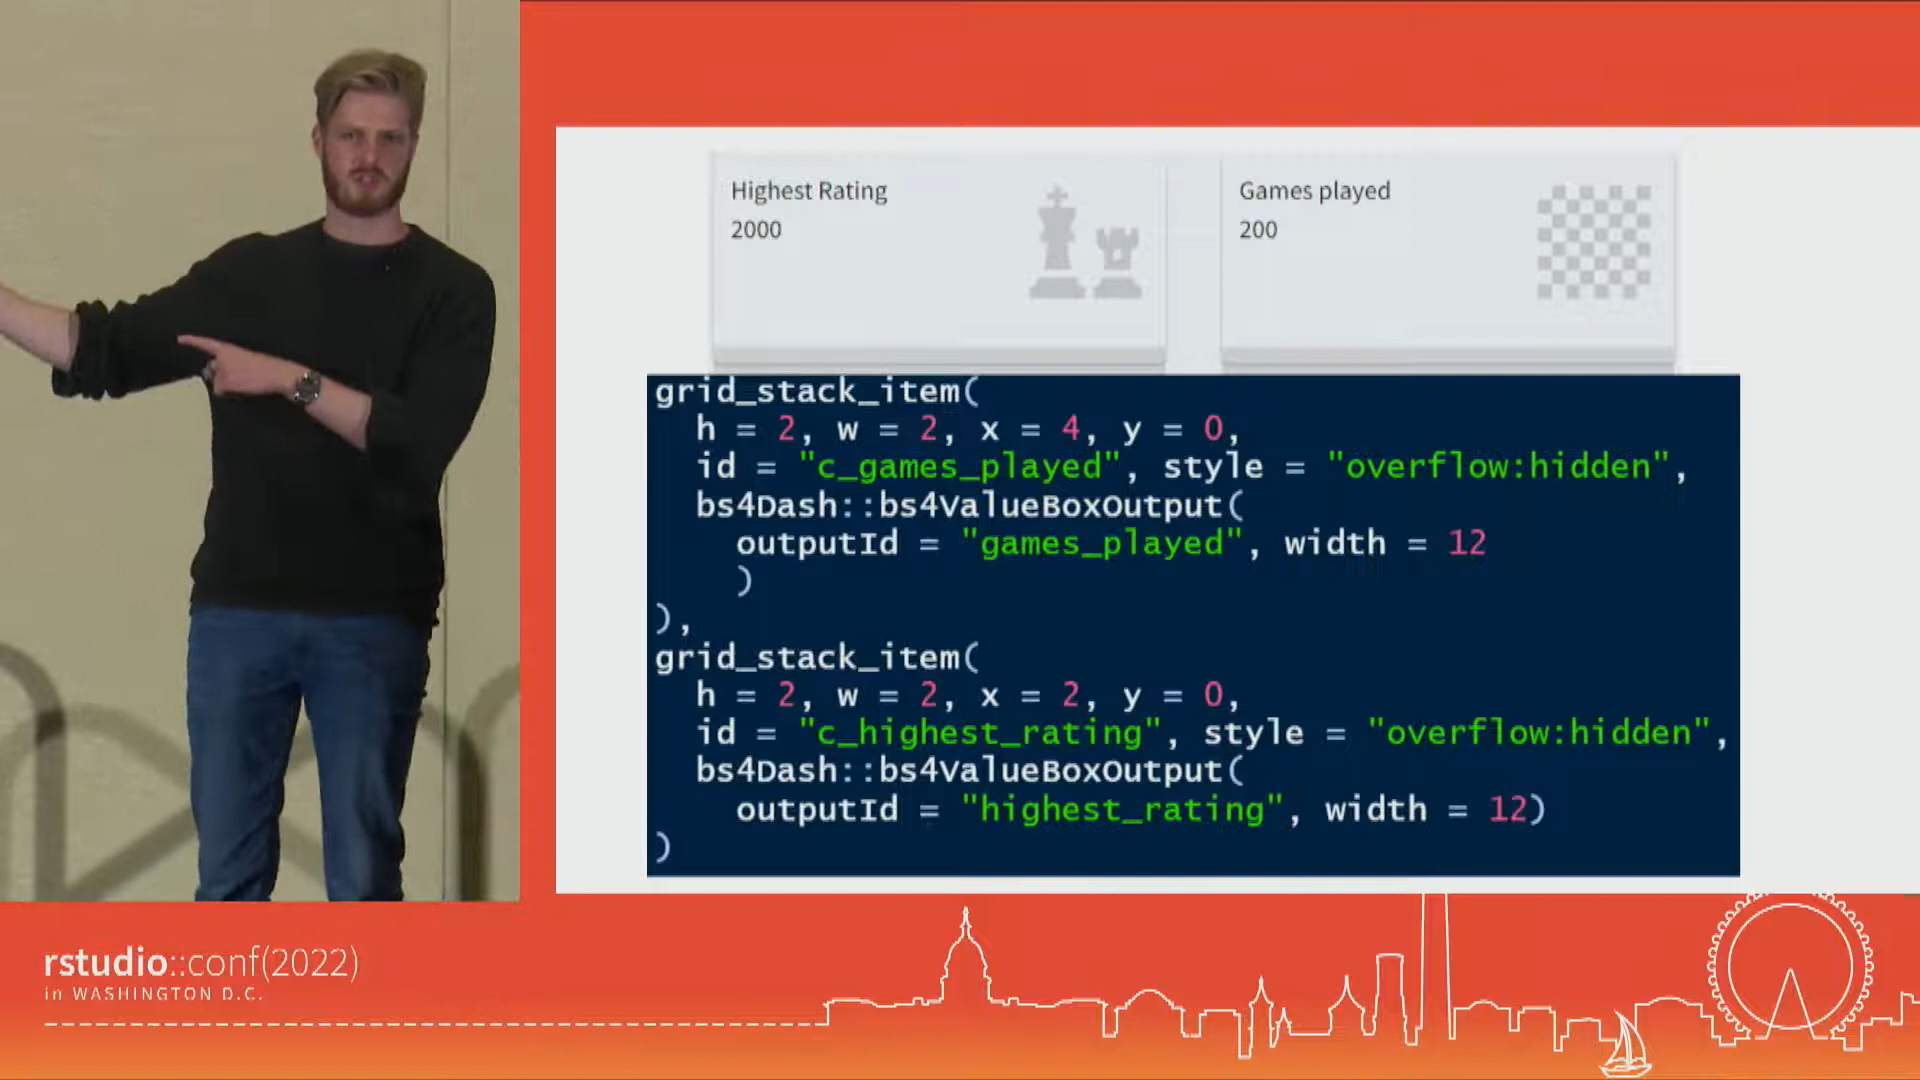 Highest Rating
2000
Games played
200
grid_stack_item(
h = 2, w = 2, x = 4, y = 0,
id = "c_games_played", style = "overflow:hidden",
bs4Dash::bs4ValueBoxOutput(
outputId = "games_played", width = 12
)
),
grid_stack_item(
h = 2, w = 2, x = 2, y = 0,
id = "c_highest_rating", style = "overflow:hidden",
bs4Dash::bs4ValueBoxOutput(
outputId = "highest_rating", width = 12)
)
rstudio::conf(2022)
in WASHINGTON D.C.